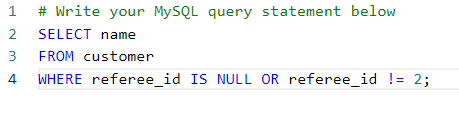 1 # Write your MySQL query statement below
2 SELECT name
3 FROM customer
4 WHERE referee_id IS NULL OR referee_id != 2;